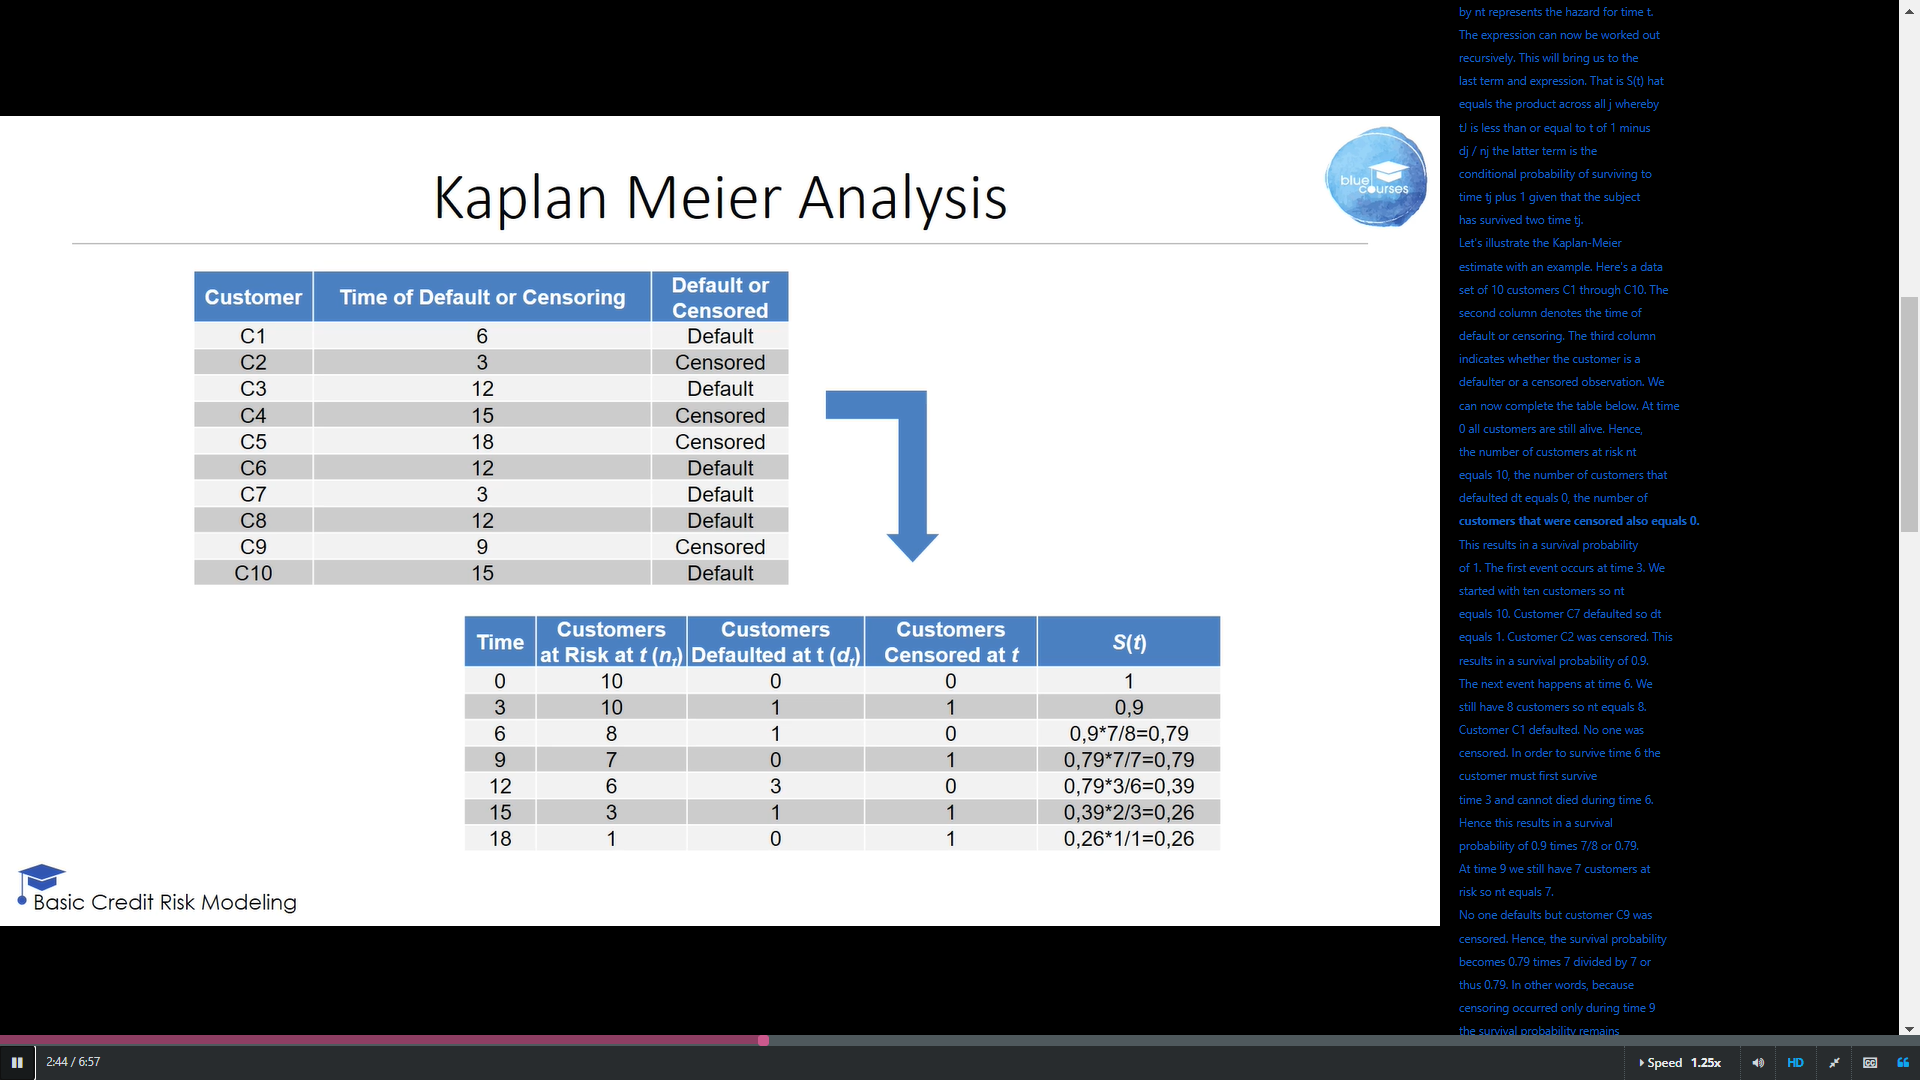 Kaplan Meier Analysis
blue courses
Customer Time of Default or Censoring Default or Censored
C1 6 Default
C2 3 Censored
C3 12 Default
C4 15 Censored
C5 18 Censored
C6 12 Default
C7 3 Default
C8 12 Default
C9 9 Censored
C10 15 Default
Time Customers at Risk at t (nt) Customers Defaulted at t (dt) Customers Censored at t S(t)
0 10 0 0 1
3 10 1 1 0,9
6 8 1 0 0,9*7/8=0,79
9 7 0 1 0,79*7/7=0,79
12 6 3 0 0,79*3/6=0,39
15 3 1 1 0,39*2/3=0,26
18 1 0 1 0,26*1/1=0,26
Basic Credit Risk Modeling
by nt represents the hazard for time t.
The expression can now be worked out
recursively. This will bring us to the
last term and expression. That is S(t) hat
equals the product across all j whereby
tJ is less than or equal to t of 1 minus
dj / nj the latter term is the
conditional probability of surviving to
time tj plus 1 given that the subject
has survived two time tj.
Let's illustrate the Kaplan-Meier
estimate with an example. Here's a data
set of 10 customers C1 through C10. The
second column denotes the time of
default or censoring. The third column
indicates whether the customer is a
defaulter or a censored observation. We
can now complete the table below. At time
0 all customers are still alive. Hence,
the number of customers at risk nt
equals 10, the number of customers that
defaulted dt equals 0, the number of
customers that were censored also equals 0.
This results in a survival probability
of 1. The first event occurs at time 3. We
started with ten customers so nt
equals 10. Customer C7 defaulted so dt
equals 1. Customer C2 was censored. This
results in a survival probability of 0.9.
The next event happens at time 6. We
still have 8 customers so nt equals 8.
Customer C1 defaulted. No one was
censored. In order to survive time 6 the
customer must first survive
time 3 and cannot died during time 6.
Hence this results in a survival
probability of 0.9 times 7/8 or 0.79.
At time 9 we still have 7 customers at
risk so nt equals 7.
No one defaults but customer C9 was
censored. Hence, the survival probability
becomes 0.79 times 7 divided by 7 or
thus 0.79. In other words, because
censoring occurred only during time 9
the survival probability remains
2:44 / 6:57
Speed 1.25x
HD
CC